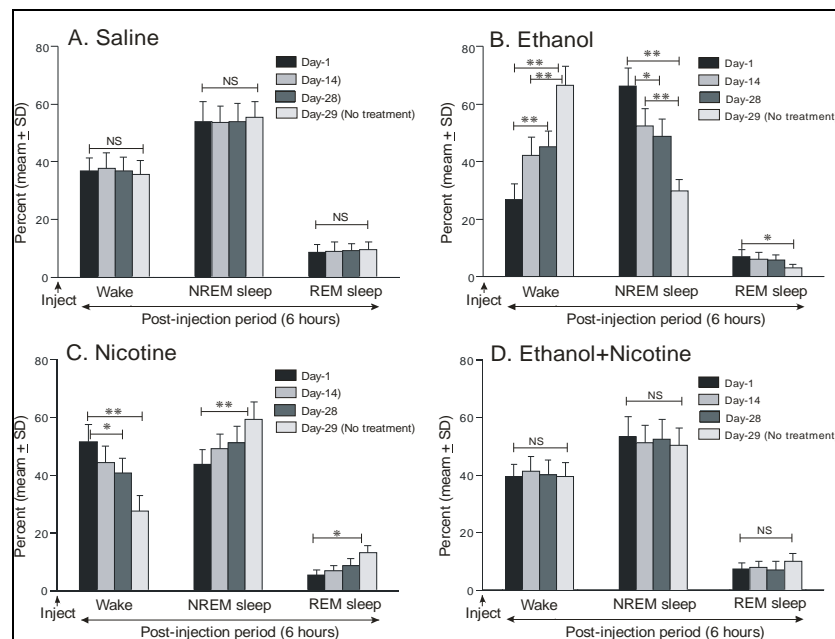 A. Saline
Day-1
Day-14)
Day-28)
Day-29 (No treatment)
Percent (meam ± SD)
80
60
40
20
0
NS
NS
NS
Inject
Wake
NREM sleep
REM sleep
Post-injection period (6 hours)
B. Ethanol
Day-1
Day-14
Day-28
Day-29 (No treatment
Percent (meam ± SD)
80
60
40
20
0
**
**
**
**
*
**
*
Inject
Wake
NREM sleep
REM sleep
Post-injection period (6 hours)
C. Nicotine
Day-1
Day-14)
Day-28
Day-29 (No treatment)
Percent (meam ± SD)
80
60
40
20
0
**
*
**
*
Inject
Wake
NREM sleep
REM sleep
Post-injection period (6 hours)
D. Ethanol+Nicotine
Day-1
Day-14
Day-28
Day-29 (No treatment)
Percent (meam ± SD)
80
60
40
20
0
NS
NS
NS
Inject
Wake
NREM sleep
REM sleep
Post-injection period (6 hours)